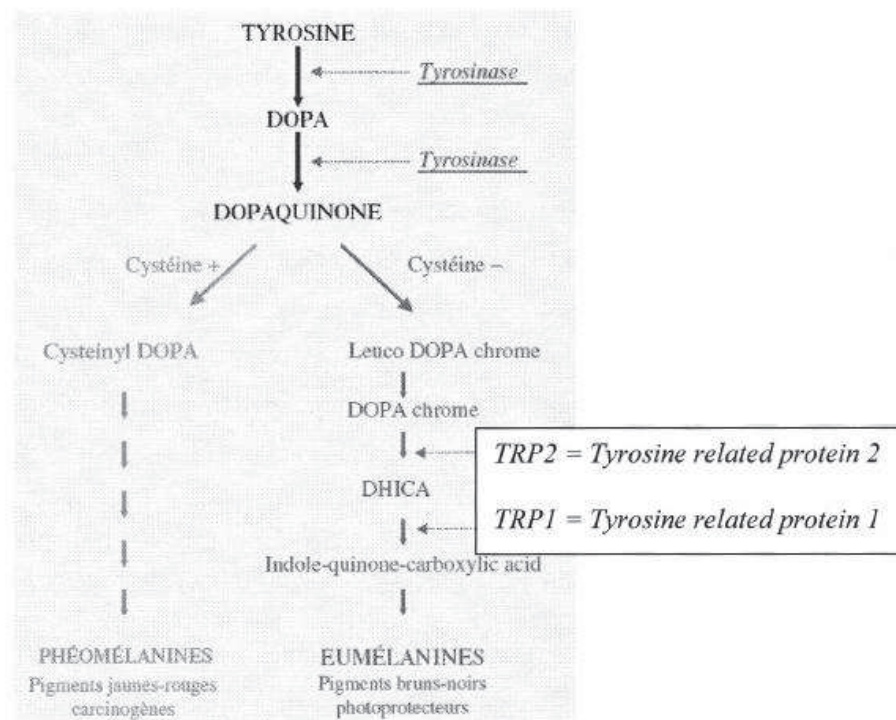 TYROSINE
Tyrosinase
DOPA
Tyrosinase
DOPAQUINONE
Cystéine +
Cystéine –
Cysteinyl DOPA
Leuco DOPA chrome
DOPA chrome
TRP2 = Tyrosine related protein 2
DHICA
TRP1 = Tyrosine related protein 1
Indole-quinone-carboxylic acid
PHÉOMÉLANINES
Pigments jaunes-rouges
carcinogènes
EUMÉLANINES
Pigments bruns-noirs
photoprotecteurs